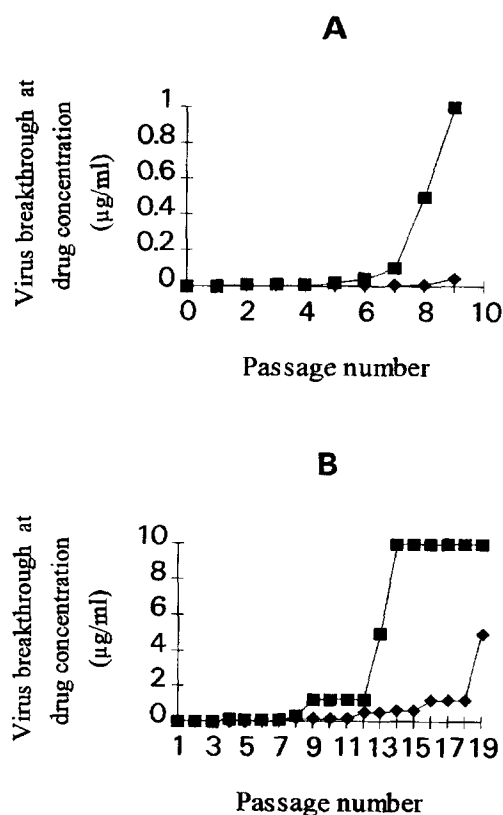 A
Virus breakthrough at
drug concentration
(µg/ml)
1
0.8
0.6
0.4
0.2
0
0 2 4 6 8 10
Passage number
B
Virus breakthrough at
drug concentration
(µg/ml)
10
8
6
4
2
0
1 3 5 7 9 11 13 15 17 19
Passage number